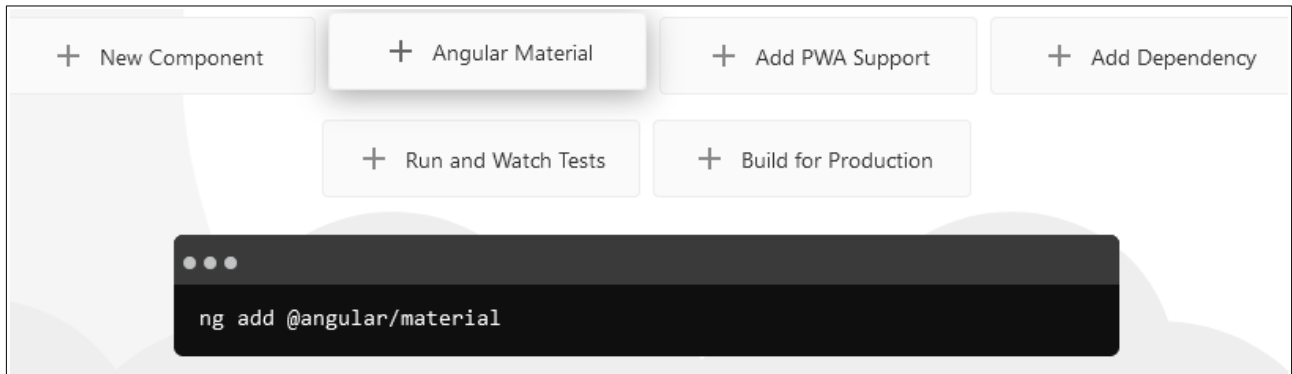 New Component
Angular Material
Add PWA Support
Add Dependency
Run and Watch Tests
Build for Production
ng add @angular/material